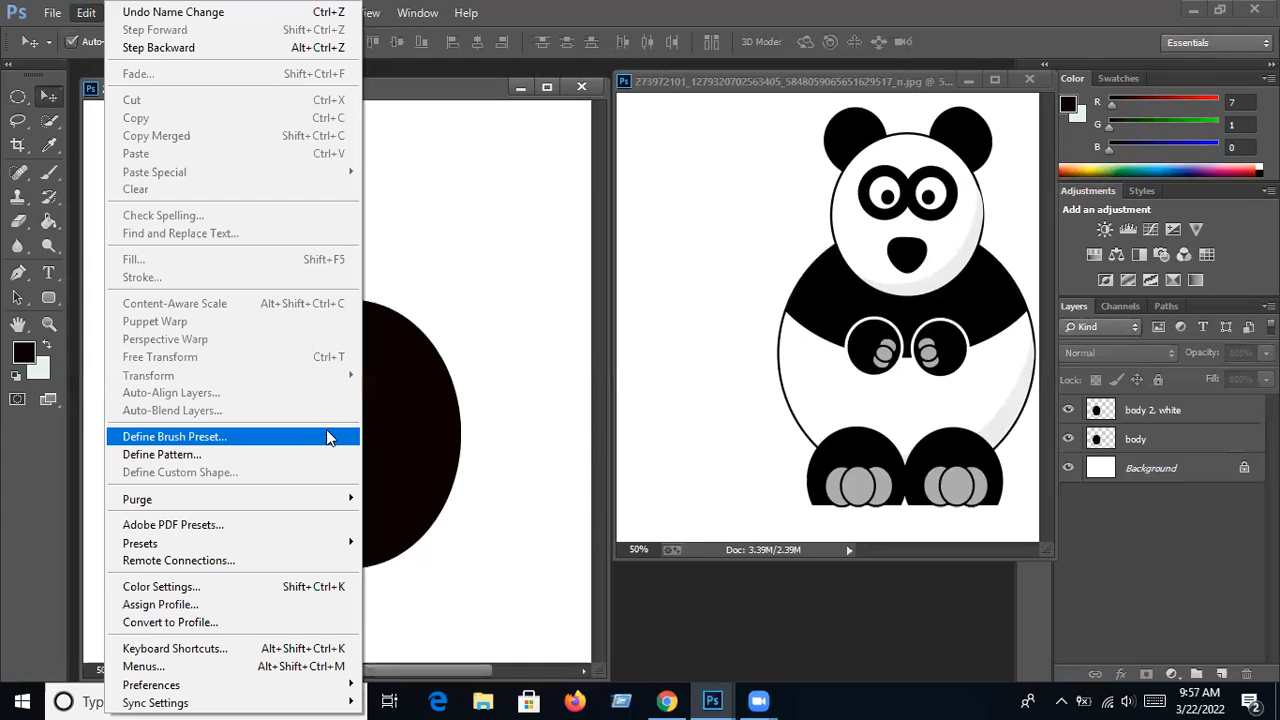 Ps File Edit View Window Help
Auto- 3D Mode: Essentials
Undo Name Change Ctrl+Z
Step Forward Shift+Ctrl+Z
Step Backward Alt+Ctrl+Z
Fade... Shift+Ctrl+F
Cut Ctrl+X
Copy Ctrl+C
Copy Merged Shift+Ctrl+C
Paste Ctrl+V
Paste Special
Clear
Check Spelling...
Find and Replace Text...
Fill... Shift+F5
Stroke...
Content-Aware Scale Alt+Shift+Ctrl+C
Puppet Warp
Perspective Warp
Free Transform Ctrl+T
Transform
Auto-Align Layers...
Auto-Blend Layers...
Define Brush Preset...
Define Pattern...
Define Custom Shape...
Purge
Adobe PDF Presets...
Presets
Remote Connections...
Color Settings... Shift+Ctrl+K
Assign Profile...
Convert to Profile...
Keyboard Shortcuts... Alt+Shift+Ctrl+K
Menus... Alt+Shift+Ctrl+M
Preferences
Sync Settings
Ps
Ps 273972101_1279320702563405_5848059065651629517_n.jpg @ 5...
50% Doc: 3.39M/2.39M
Color Swatches
R 7
G 1
B 0
Adjustments Styles
Add an adjustment
Layers Channels Paths
Kind
Normal Opacity:
Lock: Fill:
body 2, white
body
Background
Ps
9:57 AM
3/22/2022
2